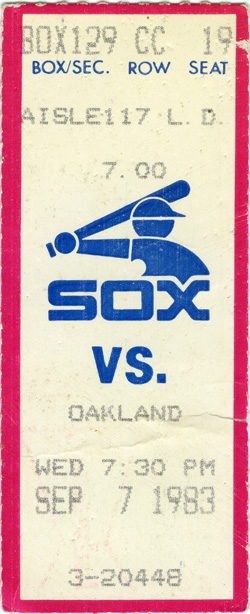 BOX129 CC 19
BOX/SEC. ROW SEAT
AISLE117 L.D.
7.00
SOX
VS.
OAKLAND
WED 7:30 PM
SEP 7 1983
3-20448